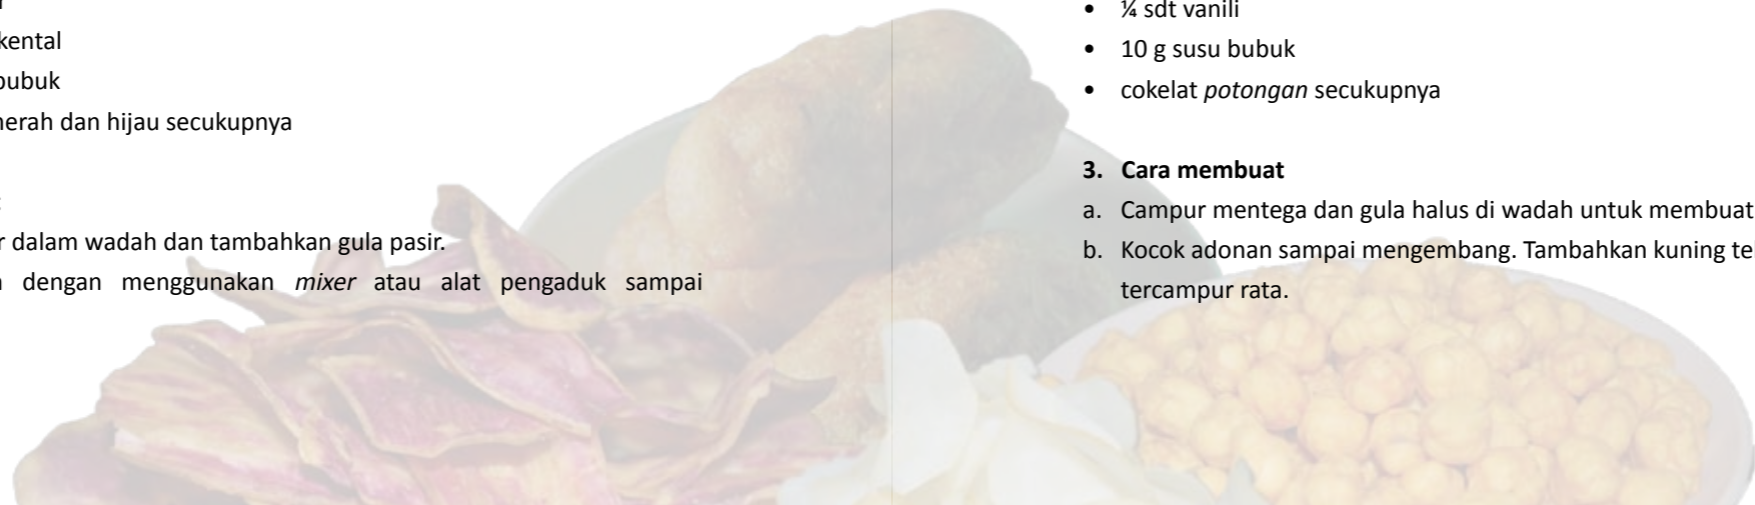 kental
bubuk
merah dan hijau secukupnya
dalam wadah dan tambahkan gula pasir.
dengan menggunakan mixer atau alat pengaduk sampai
• ¼ sdt vanili
• 10 g susu bubuk
• cokelat potongan secukupnya
3. Cara membuat
a. Campur mentega dan gula halus di wadah untuk membuat
b. Kocok adonan sampai mengembang. Tambahkan kuning
tercampur rata.